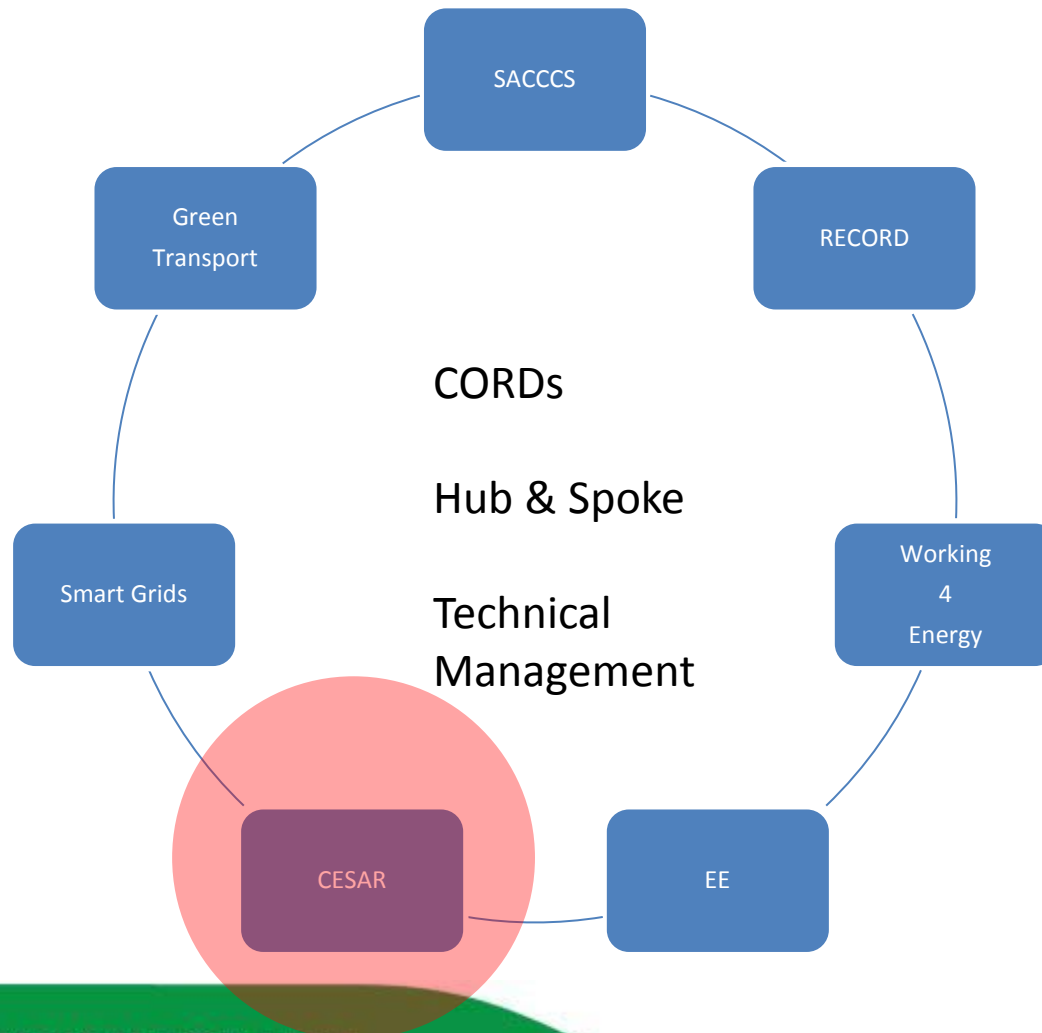 SACCCS
Green
Transport
RECORD
CORDs
Hub & Spoke
Technical
Management
Smart Grids
Working
4
Energy
CESAR
EE